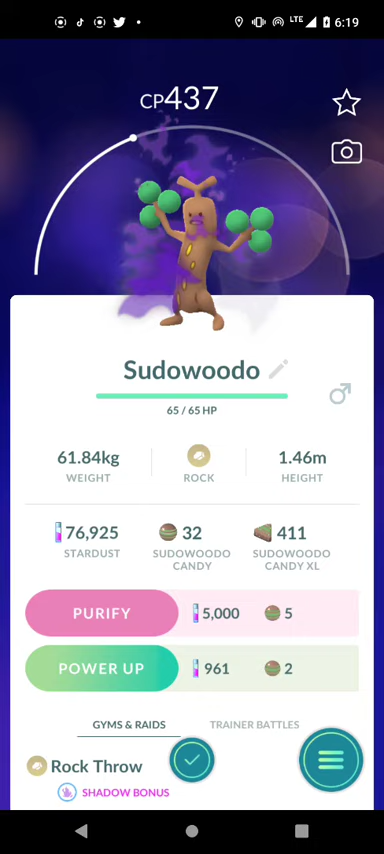 LTE 6:19
CP437
Sudowoodo
65 / 65 HP
61.84kg
WEIGHT
ROCK
1.46m
HEIGHT
76,925
STARDUST
32
SUDOWOODO
CANDY
411
SUDOWOODO
CANDY XL
PURIFY 5,000 5
POWER UP 961 2
GYMS & RAIDS TRAINER BATTLES
Rock Throw
SHADOW BONUS